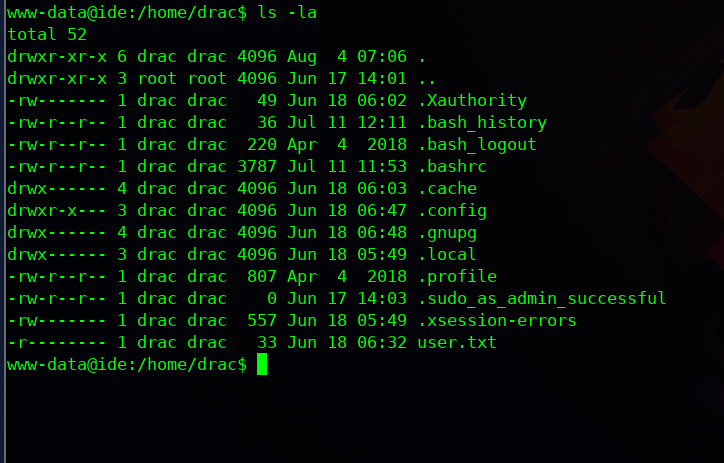 www-data@ide:/home/drac$ ls -la
total 52
drwxr-xr-x 6 drac drac 4096 Aug  4 07:06 .
drwxr-xr-x 3 root root 4096 Jun 17 14:01 ..
-rw------- 1 drac drac   49 Jun 18 06:02 .Xauthority
-rw-r--r-- 1 drac drac   36 Jul 11 12:11 .bash_history
-rw-r--r-- 1 drac drac  220 Apr  4  2018 .bash_logout
-rw-r--r-- 1 drac drac 3787 Jul 11 11:53 .bashrc
drwx------ 4 drac drac 4096 Jun 18 06:03 .cache
drwxr-x--- 3 drac drac 4096 Jun 18 06:47 .config
drwx------ 4 drac drac 4096 Jun 18 06:48 .gnupg
drwx------ 3 drac drac 4096 Jun 18 05:49 .local
-rw-r--r-- 1 drac drac  807 Apr  4  2018 .profile
-rw-r--r-- 1 drac drac    0 Jun 17 14:03 .sudo_as_admin_successful
-rw------- 1 drac drac  557 Jun 18 05:49 .xsession-errors
-r-------- 1 drac drac   33 Jun 18 06:32 user.txt
www-data@ide:/home/drac$